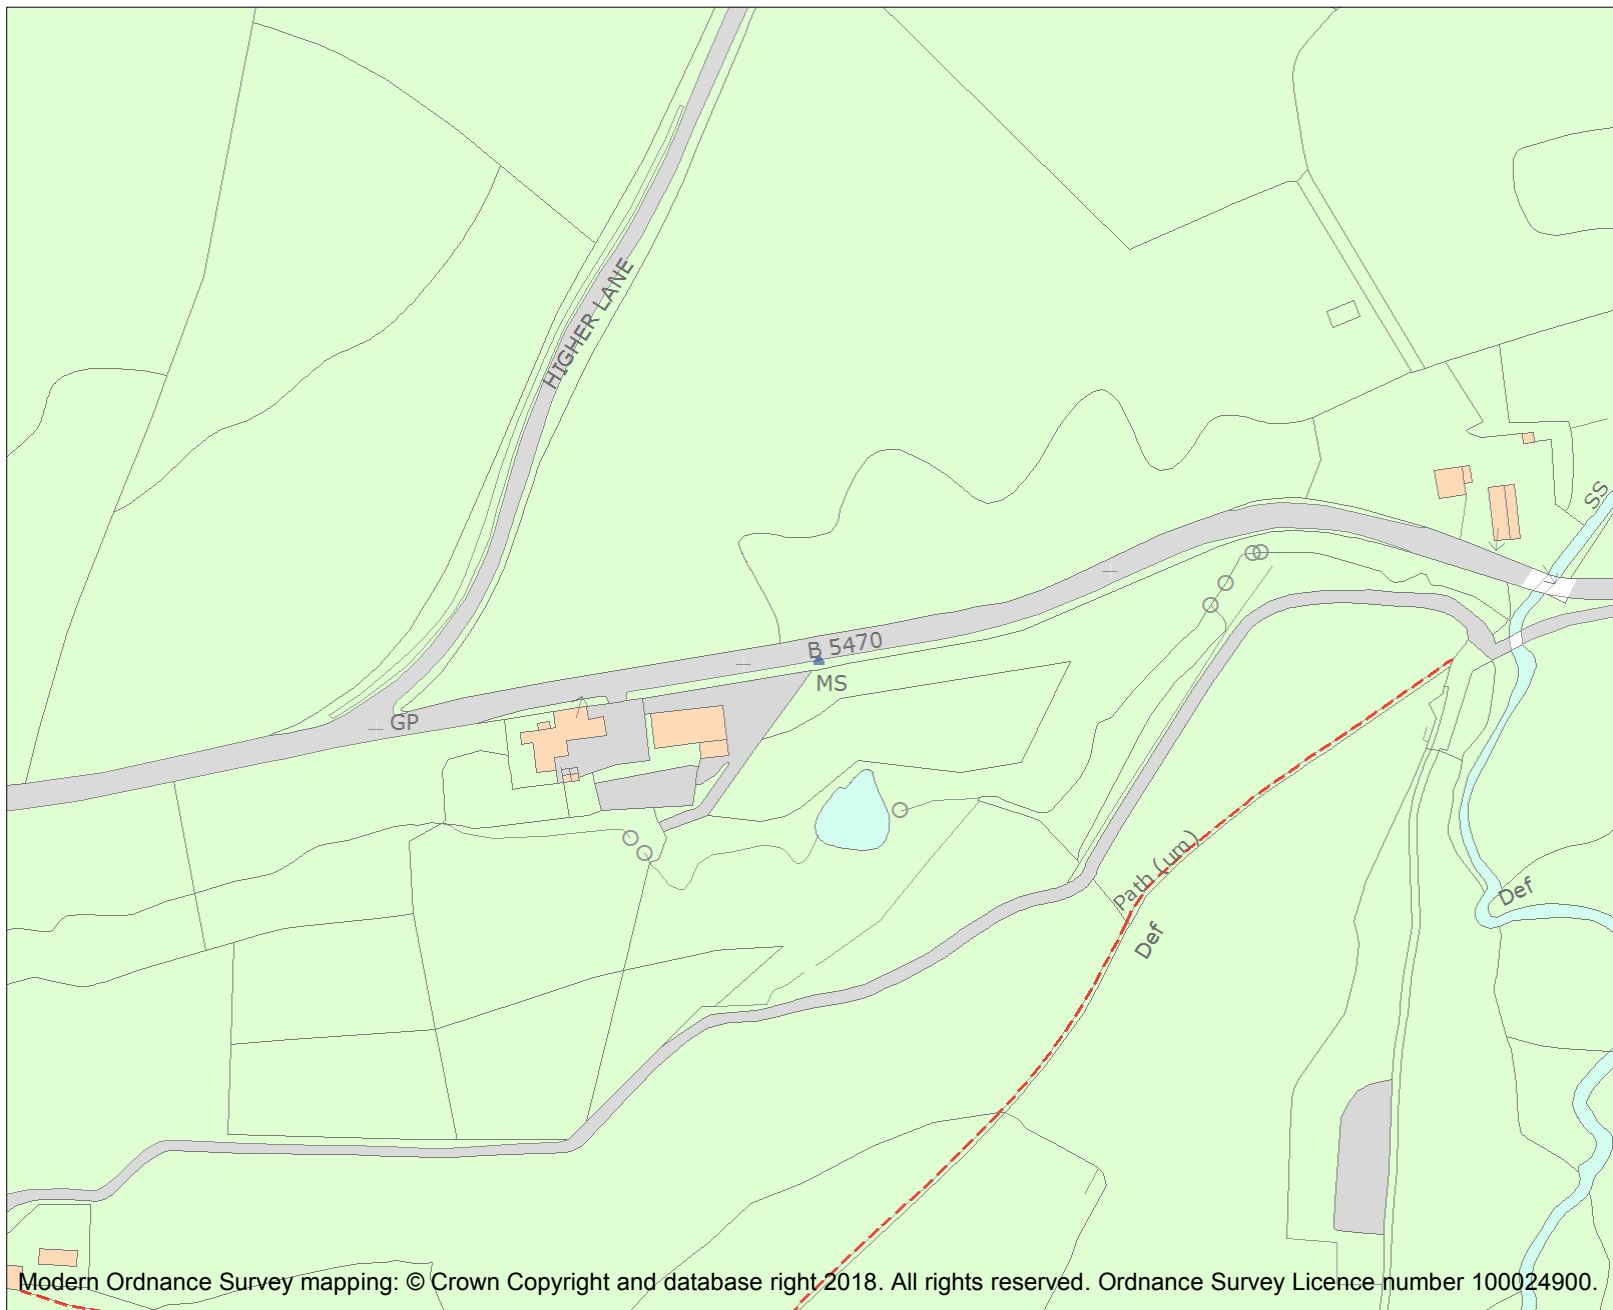 HIGHER LANE
SS
B 5470
MS
GP
Path (um)
Def
Def
Modern Ordnance Survey mapping: © Crown Copyright and database right 2018. All rights reserved. Ordnance Survey Licence number 100024900.